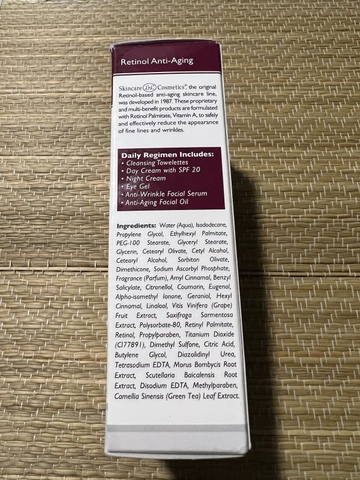 Retinol Anti-Aging
Skincare LdeL Cosmetics®, the original
Retinol-based anti-aging skincare line,
was developed in 1987. These proprietary
and multi-benefit products are formulated
with Retinol Palmitate, Vitamin A, to safely
and effectively reduce the appearance
of fine lines and wrinkles.
Daily Regimen Includes:
• Cleansing Towelettes
• Day Cream with SPF 20
• Night Cream
• Eye Gel
• Anti-Wrinkle Facial Serum
• Anti-Aging Facial Oil
Ingredients: Water (Aqua), Isododecane,
Propylene Glycol, Ethylhexyl Palmitate,
PEG-100 Stearate, Glyceryl Stearate,
Glycerin, Cetearyl Olivate, Cetyl Alcohol,
Cetearyl Alcohol, Sorbitan Olivate,
Dimethicone, Sodium Ascorbyl Phosphate,
Fragrance (Parfum), Amyl Cinnamal, Benzyl
Salicylate, Citronellol, Coumarin, Eugenol,
Alpha-isomethyl Ionone, Geraniol, Hexyl
Cinnamal, Linalool, Vitis Vinifera (Grape)
Fruit Extract, Saxifraga Sarmentosa
Extract, Polysorbate-80, Retinyl Palmitate,
Retinol, Propylparaben, Titanium Dioxide
(CI77891), Dimethyl Sulfone, Citric Acid,
Butylene Glycol, Diazolidinyl Urea,
Tetrasodium EDTA, Morus Bombycis Root
Extract, Scutellaria Baicalensis Root
Extract, Disodium EDTA, Methylparaben,
Camellia Sinensis (Green Tea) Leaf Extract.